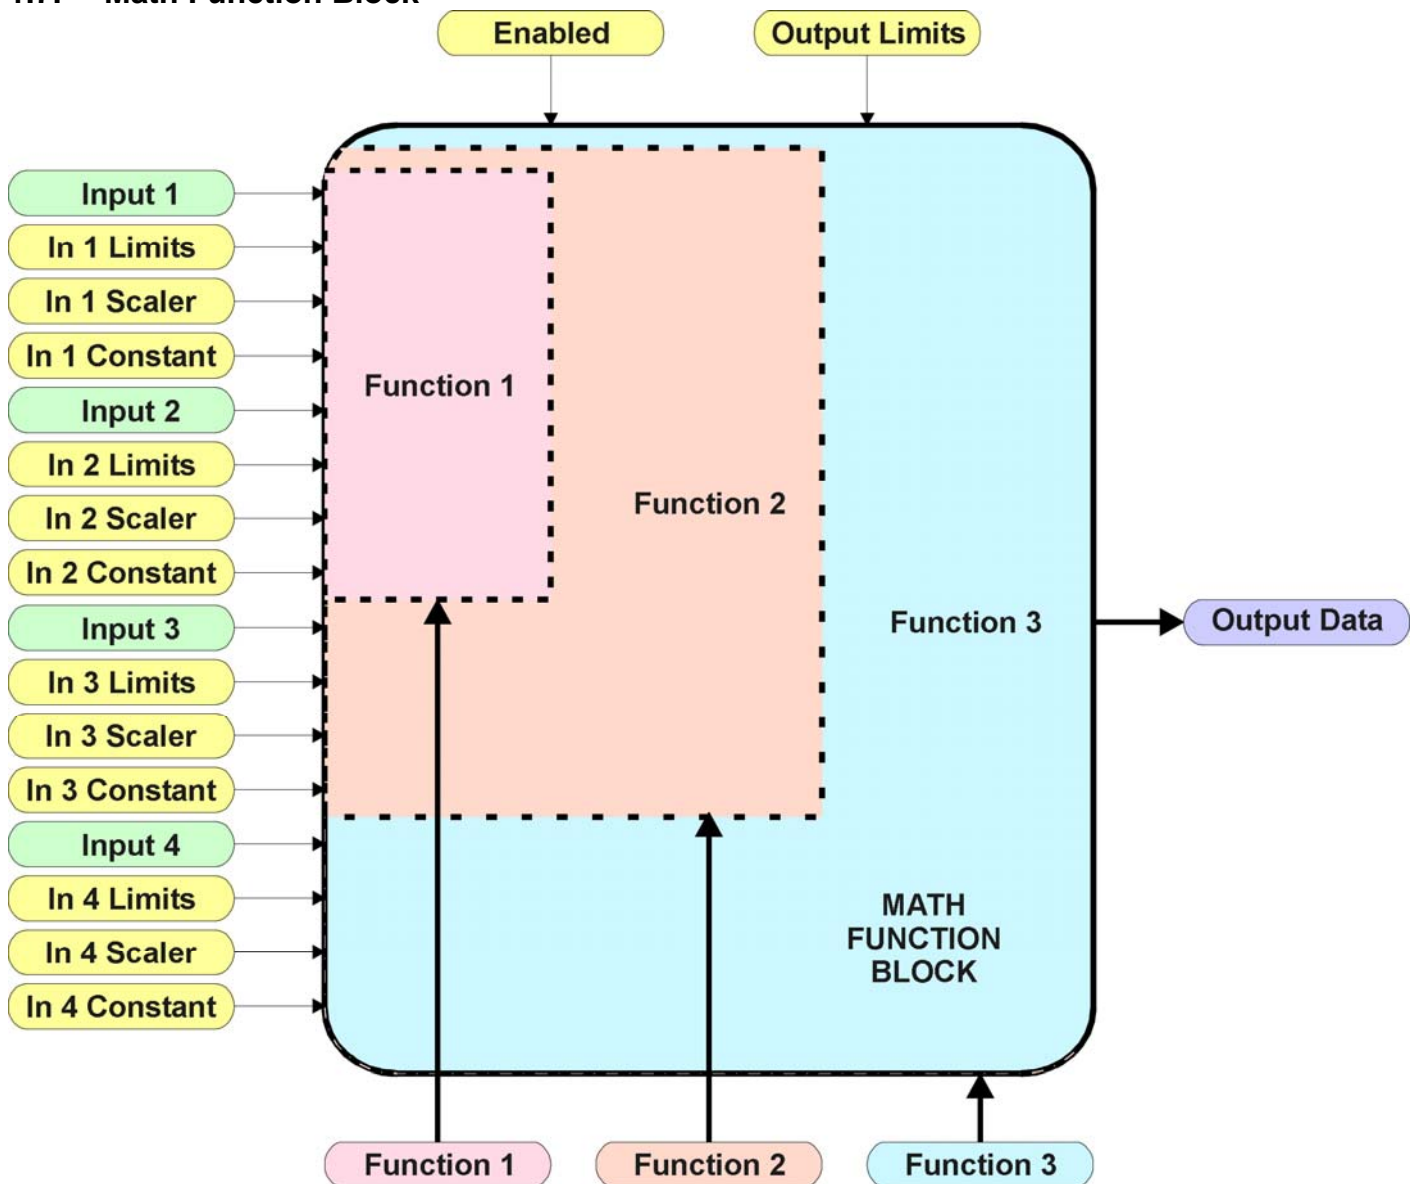 Math Function Block
Enabled
Output Limits
Input 1
In 1 Limits
In 1 Scaler
In 1 Constant
Input 2
In 2 Limits
In 2 Scaler
In 2 Constant
Input 3
In 3 Limits
In 3 Scaler
In 3 Constant
Input 4
In 4 Limits
In 4 Scaler
In 4 Constant
Function 1
Function 2
Function 3
MATH
FUNCTION
BLOCK
Output Data
Function 1
Function 2
Function 3